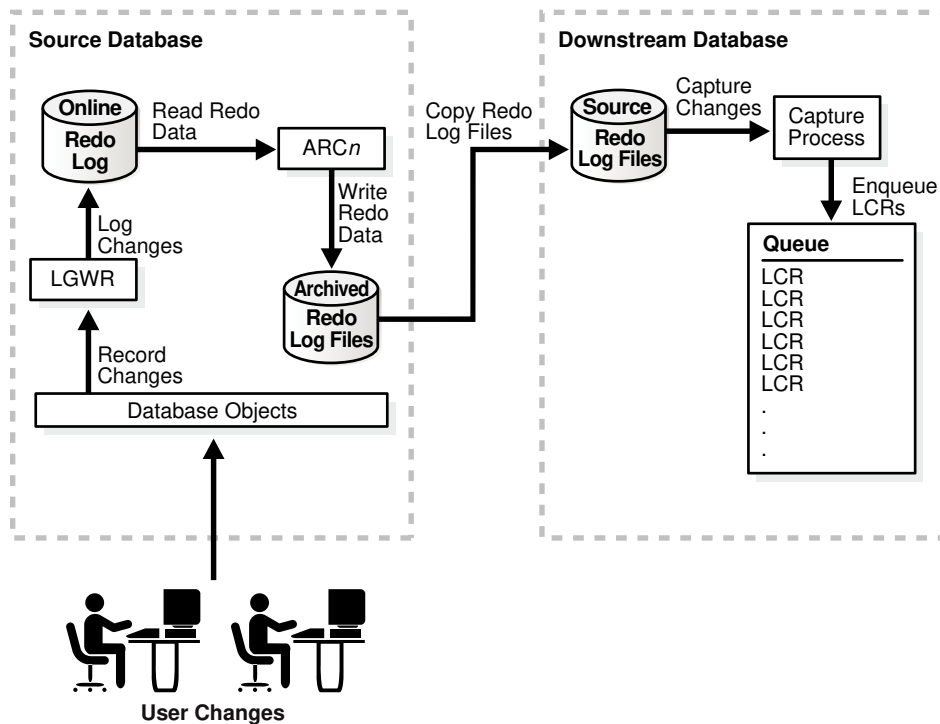 Source Database
Online
Redo
Log
Read Redo
Data
ARCn
Write
Redo
Data
Log
Changes
LGWR
Archived
Redo
Log Files
Record
Changes
Database Objects
User Changes
Copy Redo
Log Files
Downstream Database
Source
Redo
Log Files
Capture
Changes
Capture
Process
Enqueue
LCRs
Queue
LCR
LCR
LCR
LCR
LCR
LCR
.
.
.